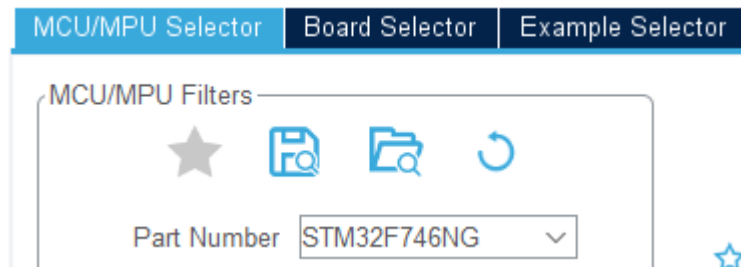 MCU/MPU Selector Board Selector Example Selector
MCU/MPU Filters
Part Number STM32F746NG